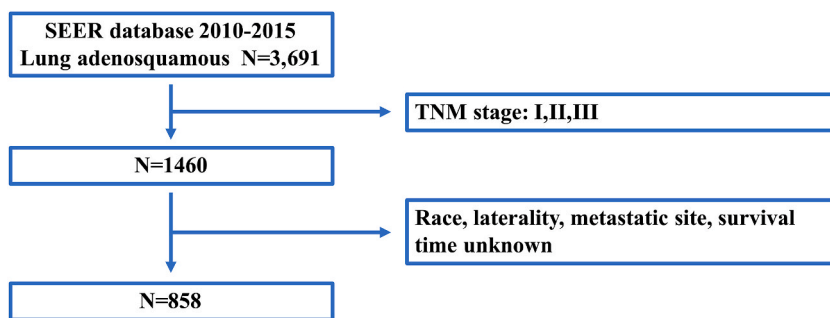 SEER database 2010-2015
Lung adenosquamous N=3,691
TNM stage: I,II,III
N=1460
Race, laterality, metastatic site, survival
time unknown
N=858